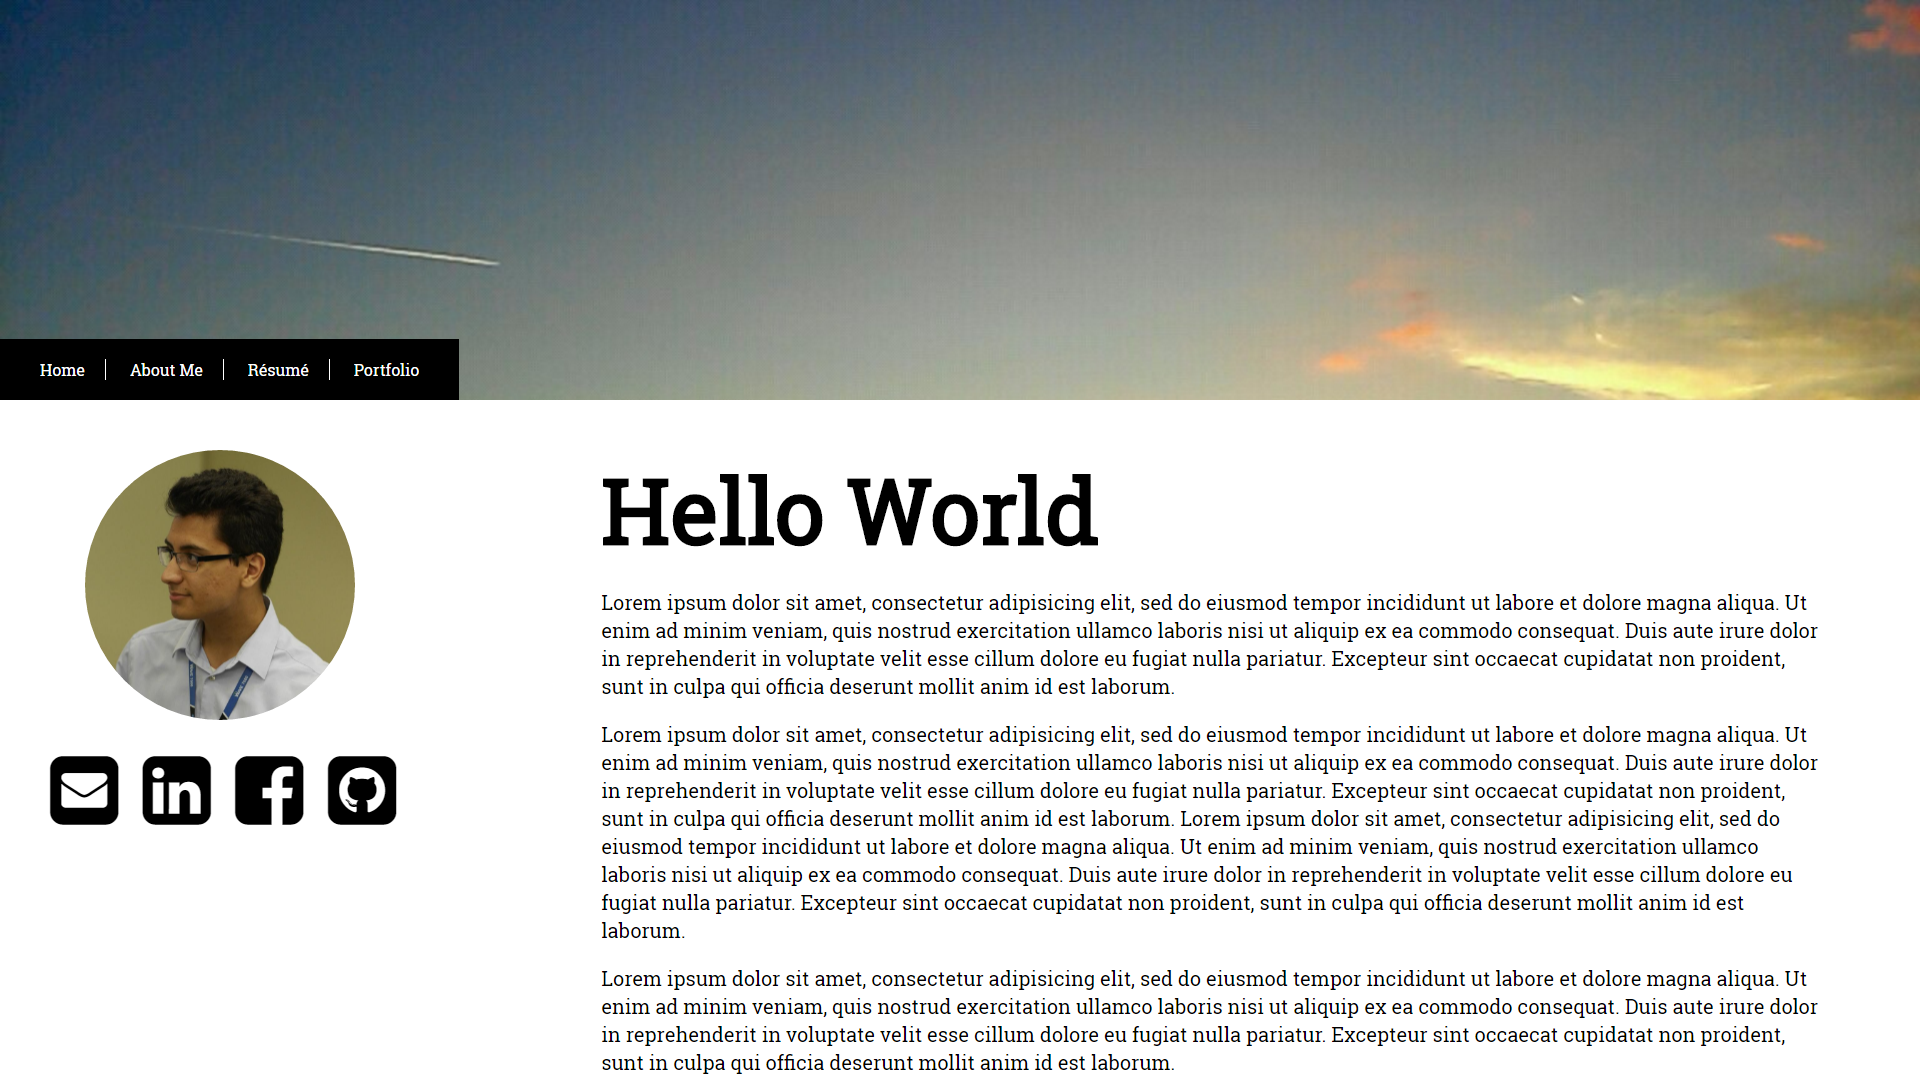 Home
About Me
Résumé
Portfolio
Hello World
Lorem ipsum dolor sit amet, consectetur adipisicing elit, sed do eiusmod tempor incididunt ut labore et dolore magna aliqua. Ut
enim ad minim veniam, quis nostrud exercitation ullamco laboris nisi ut aliquip ex ea commodo consequat. Duis aute irure dolor
in reprehenderit in voluptate velit esse cillum dolore eu fugiat nulla pariatur. Excepteur sint occaecat cupidatat non proident,
sunt in culpa qui officia deserunt mollit anim id est laborum.
Lorem ipsum dolor sit amet, consectetur adipisicing elit, sed do eiusmod tempor incididunt ut labore et dolore magna aliqua. Ut
enim ad minim veniam, quis nostrud exercitation ullamco laboris nisi ut aliquip ex ea commodo consequat. Duis aute irure dolor
in reprehenderit in voluptate velit esse cillum dolore eu fugiat nulla pariatur. Excepteur sint occaecat cupidatat non proident,
sunt in culpa qui officia deserunt mollit anim id est laborum. Lorem ipsum dolor sit amet, consectetur adipisicing elit, sed do
eiusmod tempor incididunt ut labore et dolore magna aliqua. Ut enim ad minim veniam, quis nostrud exercitation ullamco
laboris nisi ut aliquip ex ea commodo consequat. Duis aute irure dolor in reprehenderit in voluptate velit esse cillum dolore eu
fugiat nulla pariatur. Excepteur sint occaecat cupidatat non proident, sunt in culpa qui officia deserunt mollit anim id est
laborum.
Lorem ipsum dolor sit amet, consectetur adipisicing elit, sed do eiusmod tempor incididunt ut labore et dolore magna aliqua. Ut
enim ad minim veniam, quis nostrud exercitation ullamco laboris nisi ut aliquip ex ea commodo consequat. Duis aute irure dolor
in reprehenderit in voluptate velit esse cillum dolore eu fugiat nulla pariatur. Excepteur sint occaecat cupidatat non proident,
sunt in culpa qui officia deserunt mollit anim id est laborum.
in
f